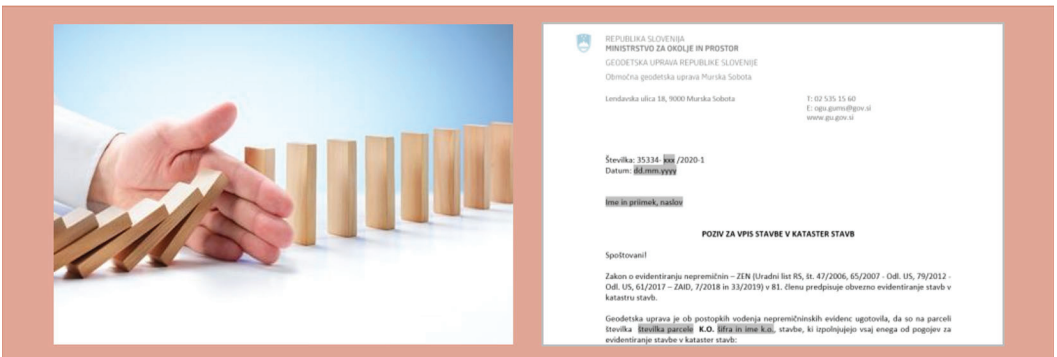 REPUBLIKA SLOVENIJA
MINISTRSTVO ZA OKOLJE IN PROSTOR
GEODETSKA UPRAVA REPUBLIKE SLOVENIJE
Območna geodetska uprava Murska Sobota
Lendavska ulica 18, 9000 Murska Sobota
T: 02 535 15 60
E: ogu.gums@gov.si
www.gu.gov.si
Številka: 35334- xxx /2020-1
Datum: dd.mm.yyyy
Ime in priimek, naslov
POZIV ZA VPIS STAVBE V KATASTER STAVB
Spoštovani!
Zakon o evidentiranju nepremičnin – ZEN (Uradni list RS, št. 47/2006, 65/2007 - Odl. US, 79/2012 -
Odl. US, 61/2017 – ZAID, 7/2018 in 33/2019) v 81. členu predpisuje obvezno evidentiranje stavb v
katastru stavb.
Geodetska uprava je ob postopkih vodenja nepremičninskih evidenc ugotovila, da so na parceli
številka številka parcele K.O. šifra in ime k.o., stavbe, ki izpolnjujejo vsaj enega od pogojev za
evidentiranje stavbe v kataster stavb: